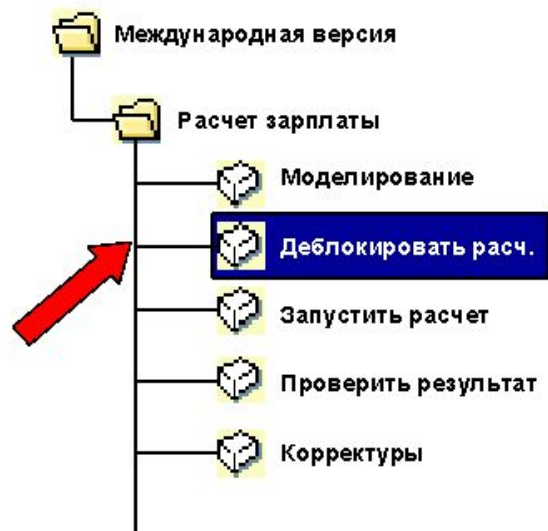 Международная версия
Расчет зарплаты
Моделирование
Деблокировать расч.
Запустить расчет
Проверить результат
Корректуры